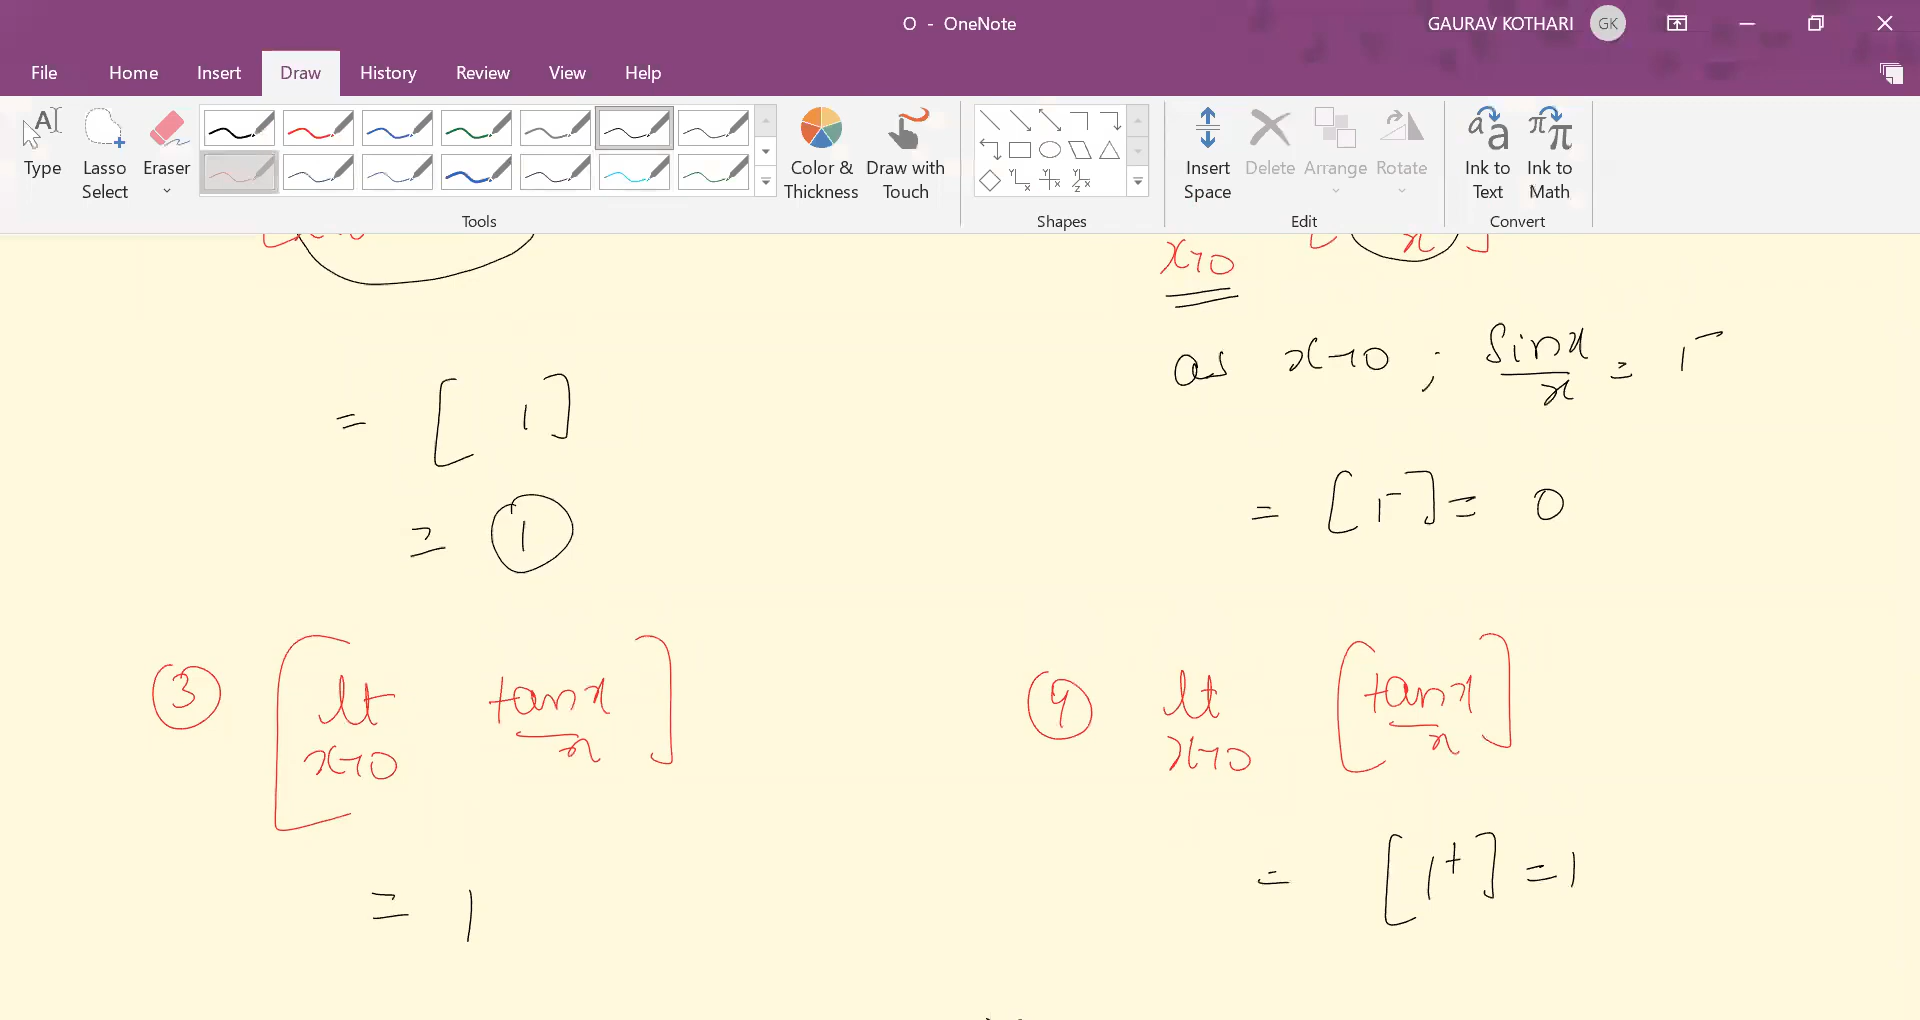 O - OneNote
GAURAV KOTHARI GK
File Home Insert Draw History Review View Help
Type Lasso Select Eraser Color & Thickness Draw with Touch Insert Space Delete Arrange Rotate Ink to Text Ink to Math
Tools Shapes Edit Convert
x→0
x
as x→0 ; sinx/x = 1⁻
= [ 1 ]
= [1⁻] = 0
= 1
③ [ lt x→0 tanx/x ]
④ lt x→0 [ tanx/x ]
= 1
= [1⁺] = 1